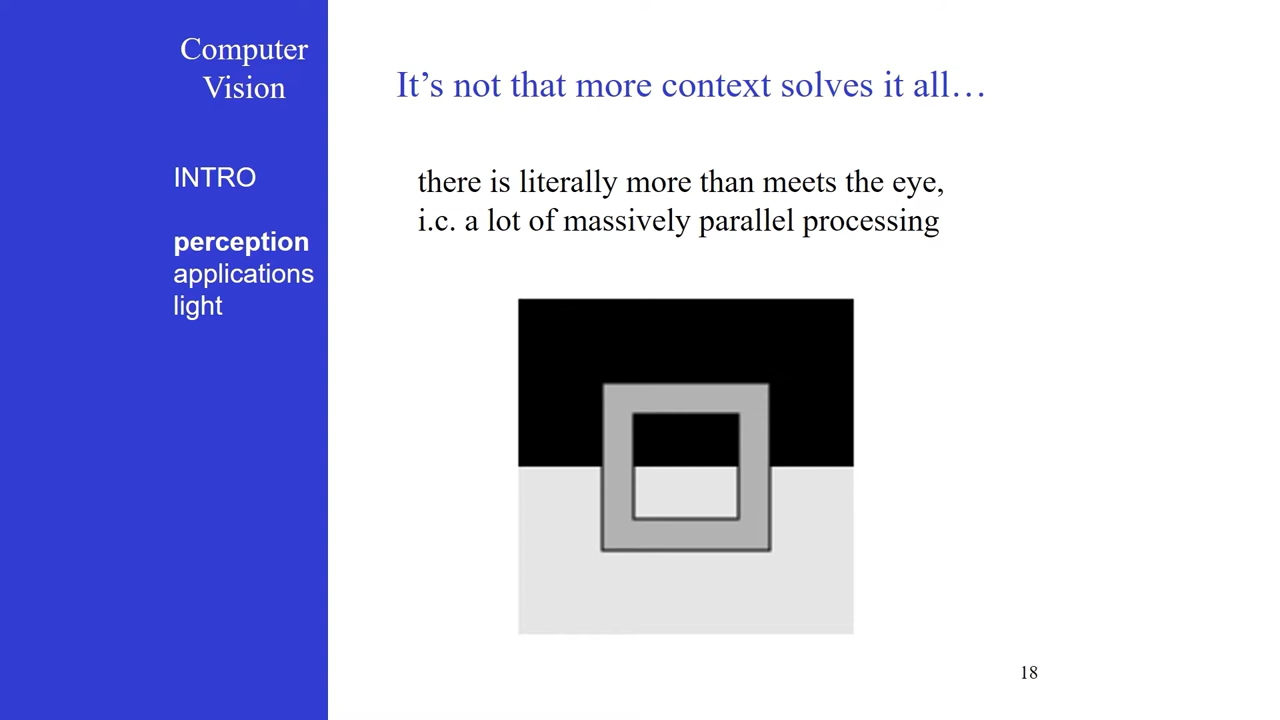 Computer
Vision
INTRO
perception
applications
light
It’s not that more context solves it all…
there is literally more than meets the eye,
i.c. a lot of massively parallel processing
18